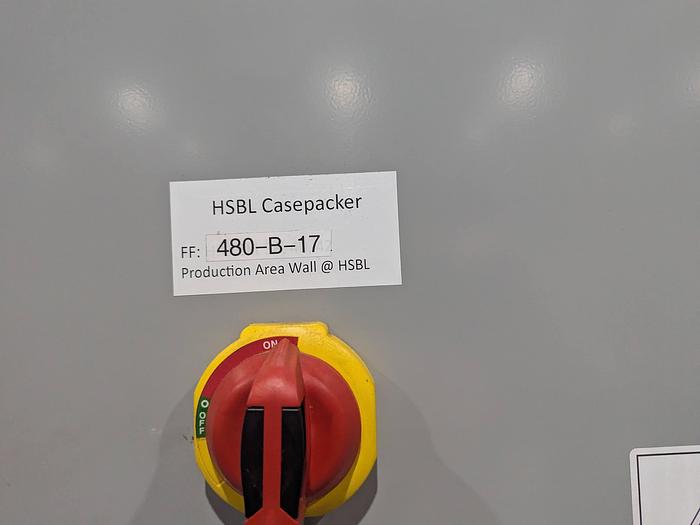 HSBL Casepacker
FF: 480-B-17
Production Area Wall @ HSBL
ON
O OFF